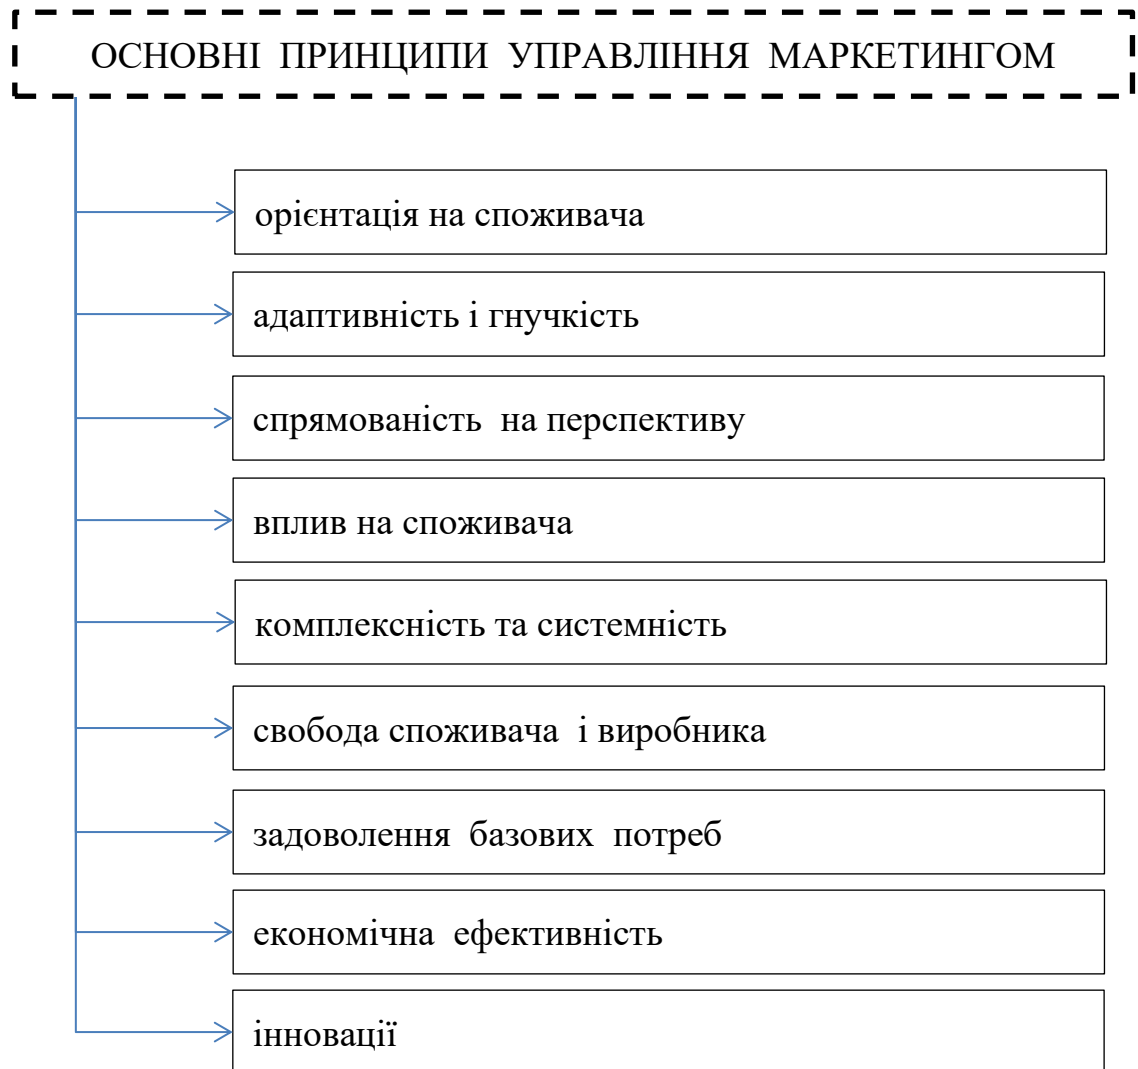 ОСНОВНІ ПРИНЦИПИ УПРАВЛІННЯ МАРКЕТИНГОМ
орієнтація на споживача
адаптивність і гнучкість
спрямованість на перспективу
вплив на споживача
комплексність та системність
свобода споживача і виробника
задоволення базових потреб
економічна ефективність
інновації